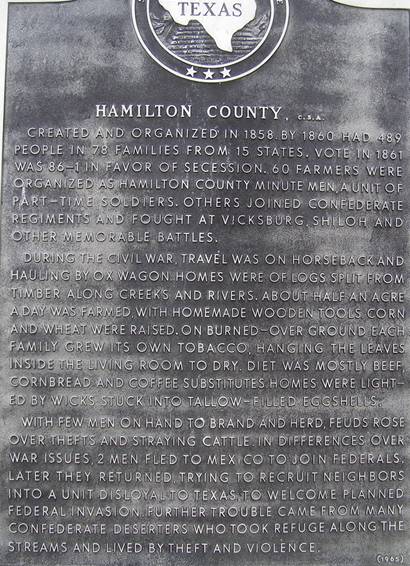 TEXAS
HAMILTON COUNTY, C.S.A.
CREATED AND ORGANIZED IN 1858. BY 1860 HAD 489
PEOPLE IN 78 FAMILIES FROM 15 STATES. VOTE IN 1861
WAS 86-1 IN FAVOR OF SECESSION. 60 FARMERS WERE
ORGANIZED AS HAMILTON COUNTY MINUTE MEN, A UNIT OF
PART-TIME SOLDIERS. OTHERS JOINED CONFEDERATE
REGIMENTS AND FOUGHT AT VICKSBURG, SHILOH AND
OTHER MEMORABLE BATTLES.
DURING THE CIVIL WAR, TRAVEL WAS ON HORSEBACK AND
HAULING BY OX WAGON. HOMES WERE OF LOGS SPLIT FROM
TIMBER ALONG CREEKS AND RIVERS. ABOUT HALF AN ACRE
A DAY WAS FARMED, WITH HOMEMADE WOODEN TOOLS. CORN
AND WHEAT WERE RAISED. ON BURNED-OVER GROUND EACH
FAMILY GREW ITS OWN TOBACCO, HANGING THE LEAVES
INSIDE THE LIVING ROOM TO DRY. DIET WAS MOSTLY BEEF,
CORNBREAD AND COFFEE SUBSTITUTES. HOMES WERE LIGHT-
ED BY WICKS STUCK INTO TALLOW-FILLED EGGSHELLS.
WITH FEW MEN ON HAND TO BRAND AND HERD, FEUDS ROSE
OVER THEFTS AND STRAYING CATTLE. IN DIFFERENCES OVER
WAR ISSUES, 2 MEN FLED TO MEXICO TO JOIN FEDERALS.
LATER THEY RETURNED, TRYING TO RECRUIT NEIGHBORS
INTO A UNIT DISLOYAL TO TEXAS TO WELCOME PLANNED
FEDERAL INVASION. FURTHER TROUBLE CAME FROM MANY
CONFEDERATE DESERTERS WHO TOOK REFUGE ALONG THE
STREAMS AND LIVED BY THEFT AND VIOLENCE.
(1965)